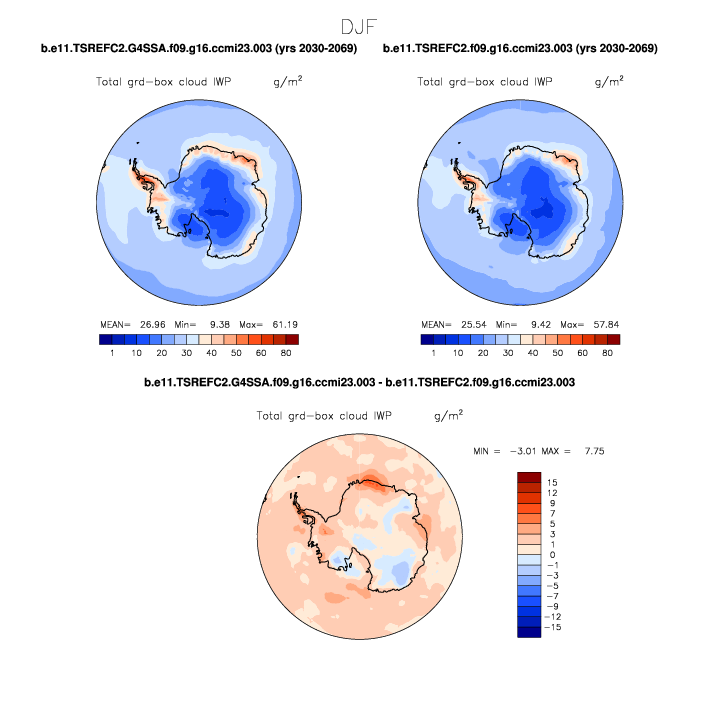 DJF
b.e11.TSREFC2.G4SSA.f09.g16.ccmi23.003 (yrs 2030-2069) b.e11.TSREFC2.f09.g16.ccmi23.003 (yrs 2030-2069)
Total grd-box cloud IWP g/m² Total grd-box cloud IWP g/m²
MEAN= 26.96 Min= 9.38 Max= 61.19 MEAN= 25.54 Min= 9.42 Max= 57.84
1 10 20 30 40 50 60 80 1 10 20 30 40 50 60 80
b.e11.TSREFC2.G4SSA.f09.g16.ccmi23.003 - b.e11.TSREFC2.f09.g16.ccmi23.003
Total grd-box cloud IWP g/m²
MIN = -3.01 MAX = 7.75
15
12
9
7
5
3
1
0
-1
-3
-5
-7
-9
-12
-15